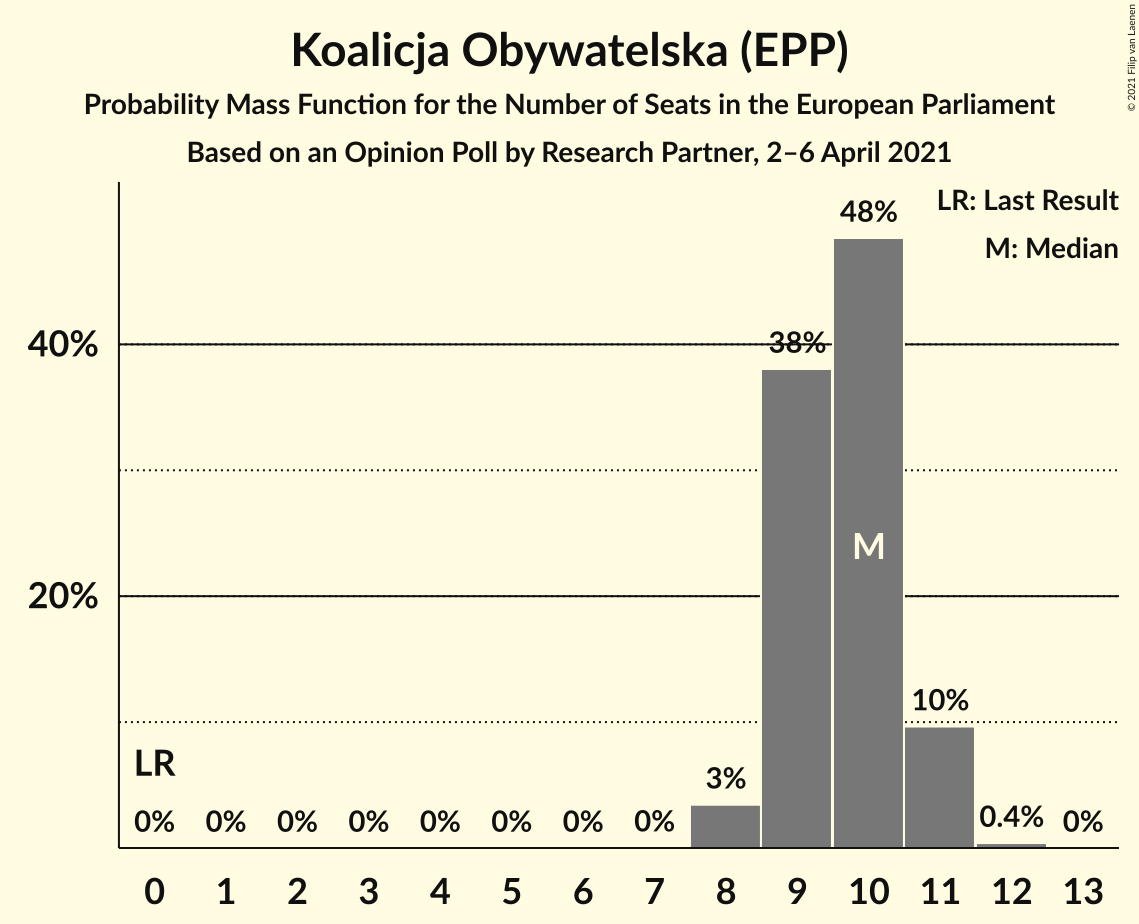 Koalicja Obywatelska (EPP)
Probability Mass Function for the Number of Seats in the European Parliament
Based on an Opinion Poll by Research Partner, 2–6 April 2021
© 2021 Filip van Laenen
LR: Last Result
M: Median
48%
40%
38%
M
20%
10%
LR
3%
0% 0% 0% 0% 0% 0% 0% 0% 0.4% 0%
0 1 2 3 4 5 6 7 8 9 10 11 12 13